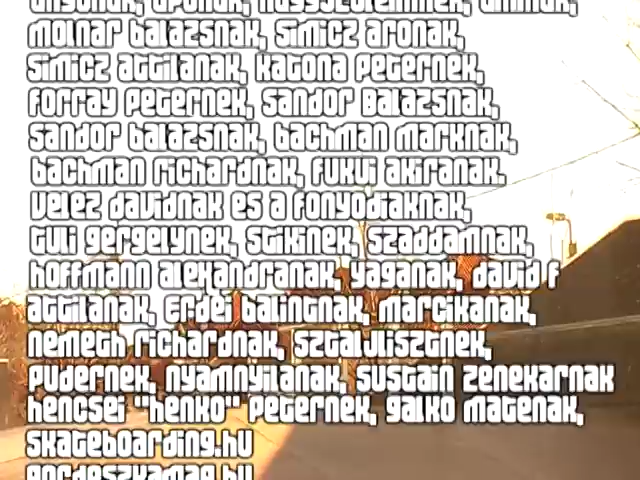 molnar balazsnak, simicz aronak,
simicz attilanak, katona peternek,
forray peternek, sandor balazsnak,
sandor balazsnak, bachman marknak,
bachman richardnak, fukui akiranak,
velez davidnak es a fonyodiaknak,
tuli gergelynek, stikinek, szaddamnak,
hoffmann alexandranak, yaganak, david f
attilanak, erdei balintnak, marcikanak,
nemeth richardnak, sztaljlisztnek,
pudernek, nyamnyilanak, sustain zenekarnak
hencsei "henko" peternek, galko matenak,
skateboarding.hu